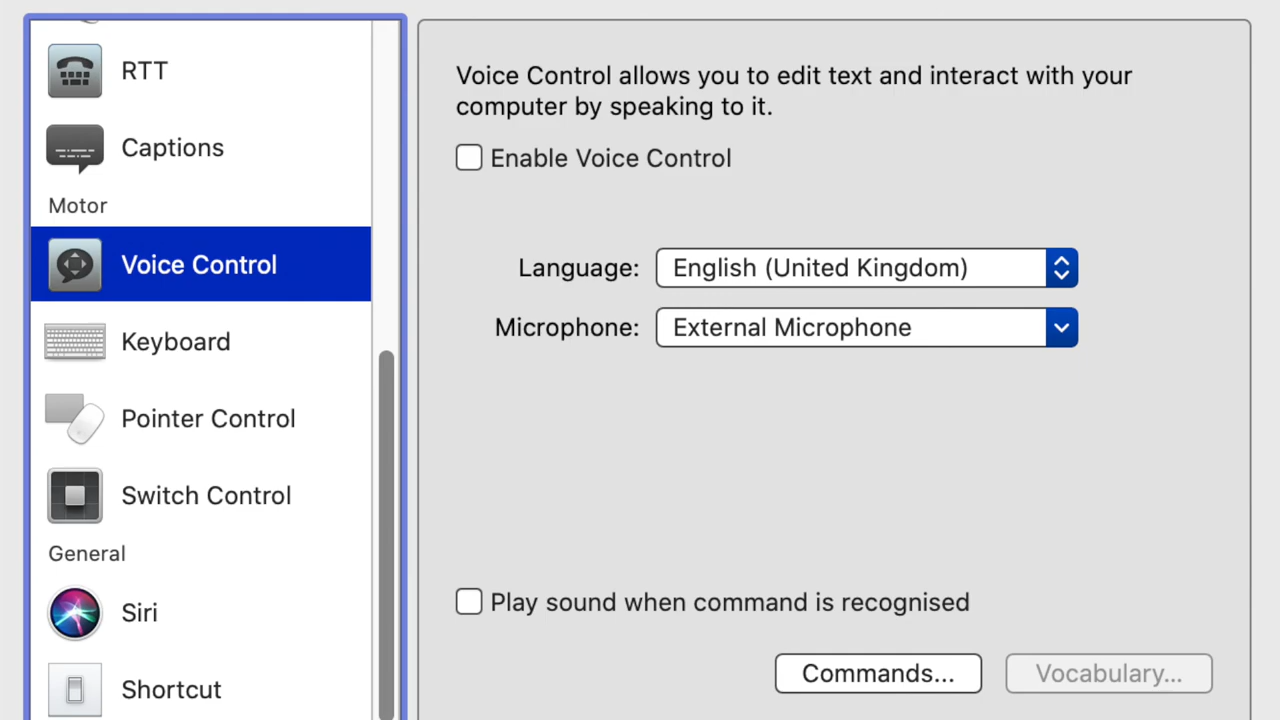 RTT
Captions
Motor
Voice Control
Keyboard
Pointer Control
Switch Control
General
Siri
Shortcut
Voice Control allows you to edit text and interact with your
computer by speaking to it.
Enable Voice Control
Language: English (United Kingdom)
Microphone: External Microphone
Play sound when command is recognised
Commands... Vocabulary...